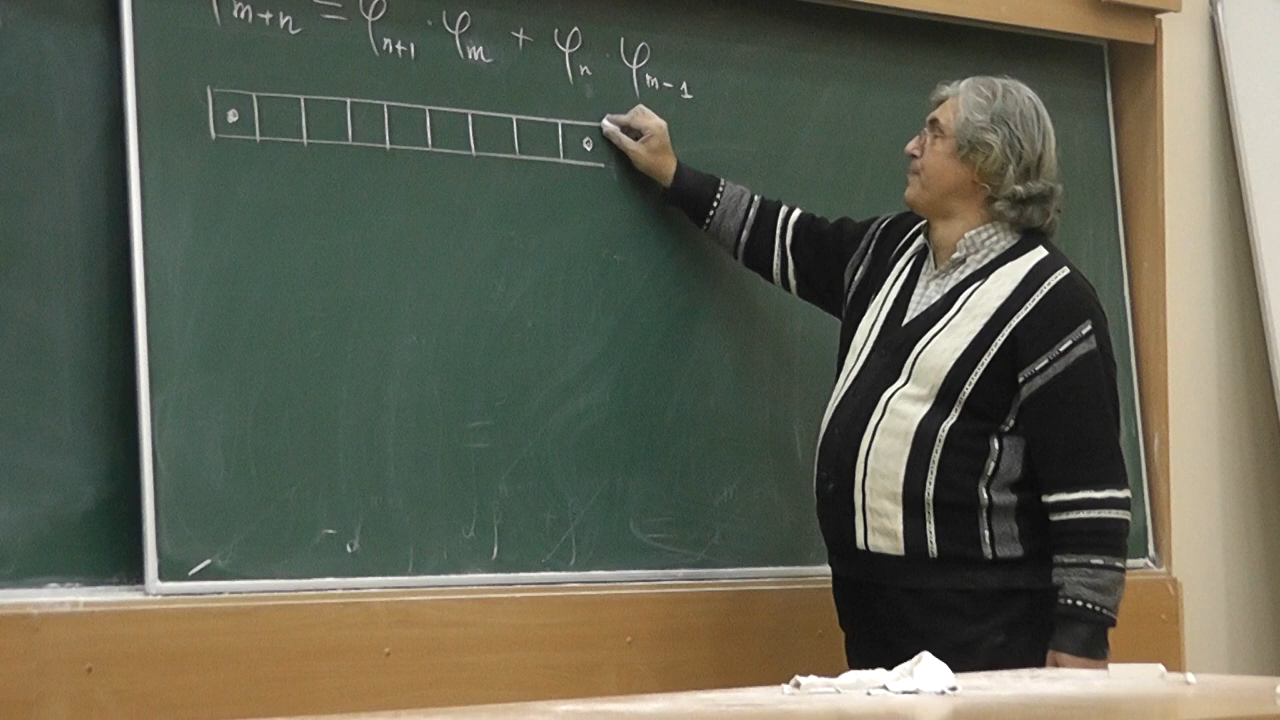 φₘ₊ₙ = φₙ₊₁ · φₘ + φₙ · φₘ₋₁